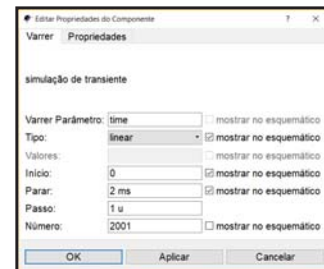 Editar Propriedades do Componente ? ×
Varrer Propriedades
simulação de transiente
Varrer Parâmetro: time mostrar no esquemático
Tipo: linear mostrar no esquemático
Valores: mostrar no esquemático
Início: 0 mostrar no esquemático
Parar: 2 ms mostrar no esquemático
Passo: 1 u
Número: 2001 mostrar no esquemático
OK Aplicar Cancelar